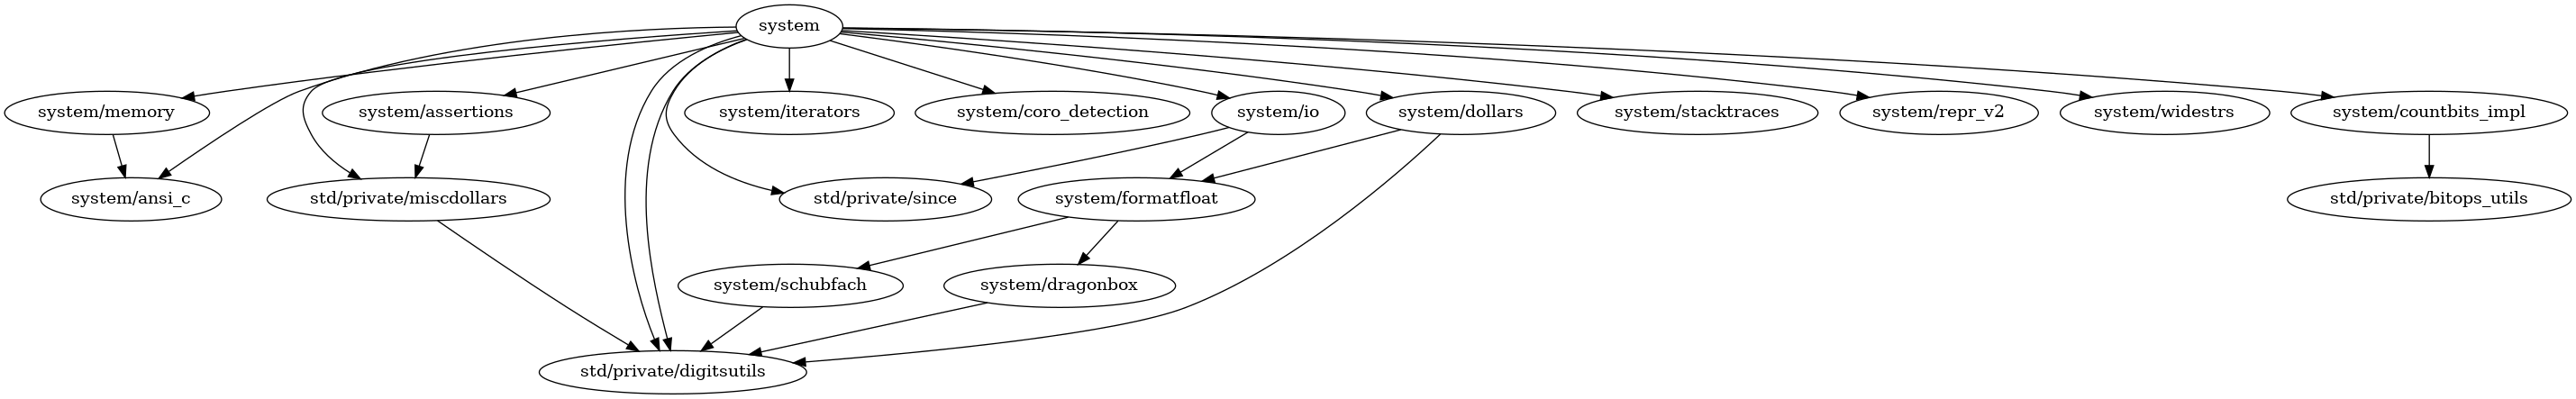 system
system/memory
system/assertions
system/iterators
system/coro_detection
system/io
system/dollars
system/stacktraces
system/repr_v2
system/widestrs
system/countbits_impl
system/ansi_c
std/private/miscdollars
std/private/since
system/formatfloat
std/private/bitops_utils
system/schubfach
system/dragonbox
std/private/digitsutils